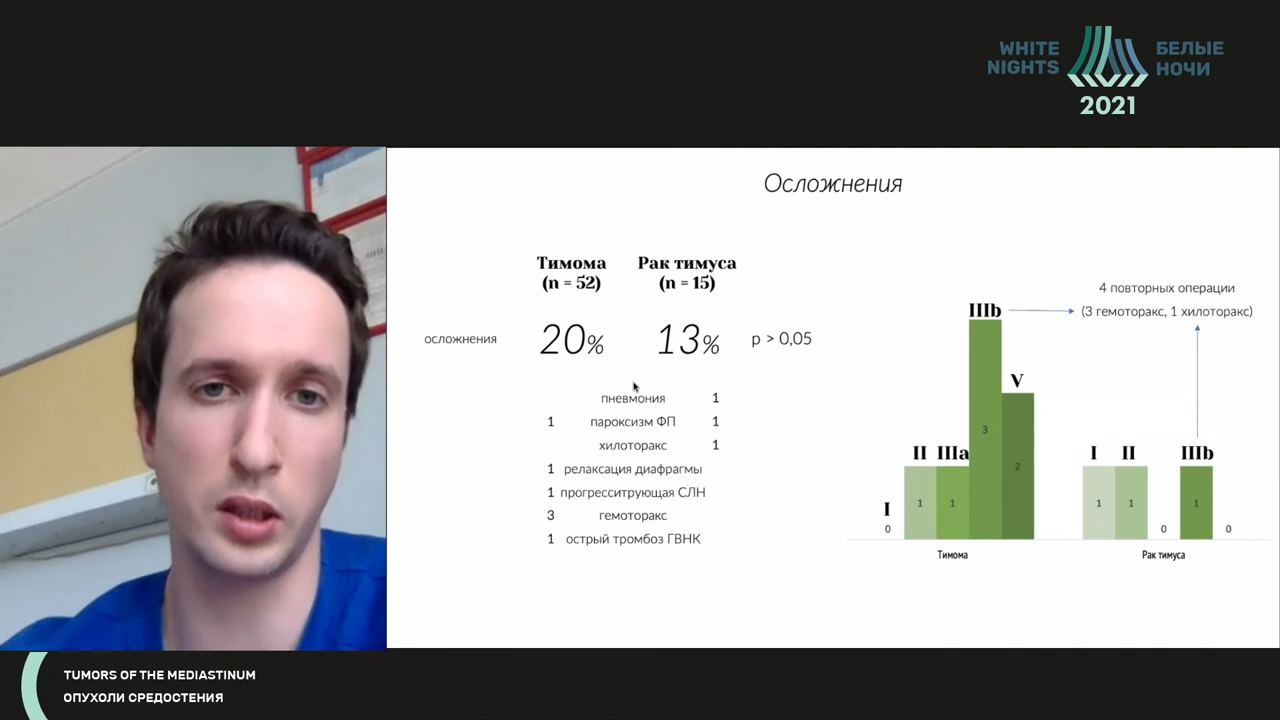 WHITE NIGHTS
БЕЛЫЕ НОЧИ
2021
Осложнения
Тимома (n = 52)
Рак тимуса (n = 15)
осложнения 20% 13% p > 0,05
пневмония 1
1 пароксизм ФП 1
хилоторакс 1
1 релаксация диафрагмы
1 прогресситрующая СЛН
3 гемоторакс
1 острый тромбоз ГВНК
4 повторных операции
(3 гемоторакс, 1 хилоторакс)
I II IIIa IIIb V
0 1 1 3 2
Тимома
I II IIIb
1 1 0 1 0
Рак тимуса
TUMORS OF THE MEDIASTINUM
ОПУХОЛИ СРЕДОСТЕНИЯ